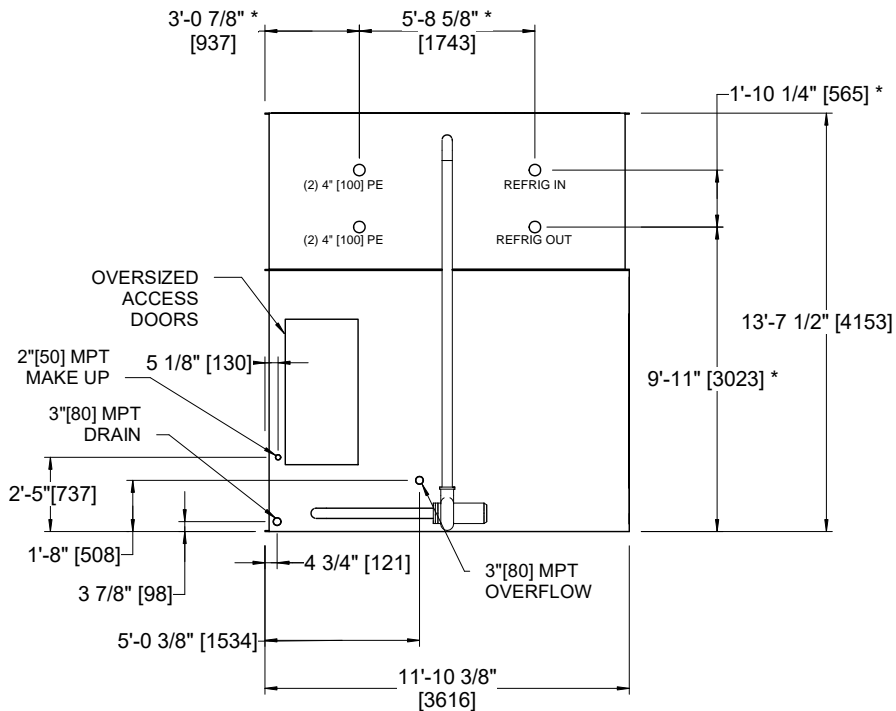 3'-0 7/8" *
[937]
5'-8 5/8" *
[1743]
1'-10 1/4" [565] *
(2) 4" [100] PE
REFRIG IN
(2) 4" [100] PE
REFRIG OUT
OVERSIZED
ACCESS
DOORS
13'-7 1/2" [4153]
2"[50] MPT
MAKE UP
5 1/8" [130]
9'-11" [3023] *
3"[80] MPT
DRAIN
2'-5"[737]
1'-8" [508]
4 3/4" [121]
3"[80] MPT
OVERFLOW
3 7/8" [98]
5'-0 3/8" [1534]
11'-10 3/8"
[3616]